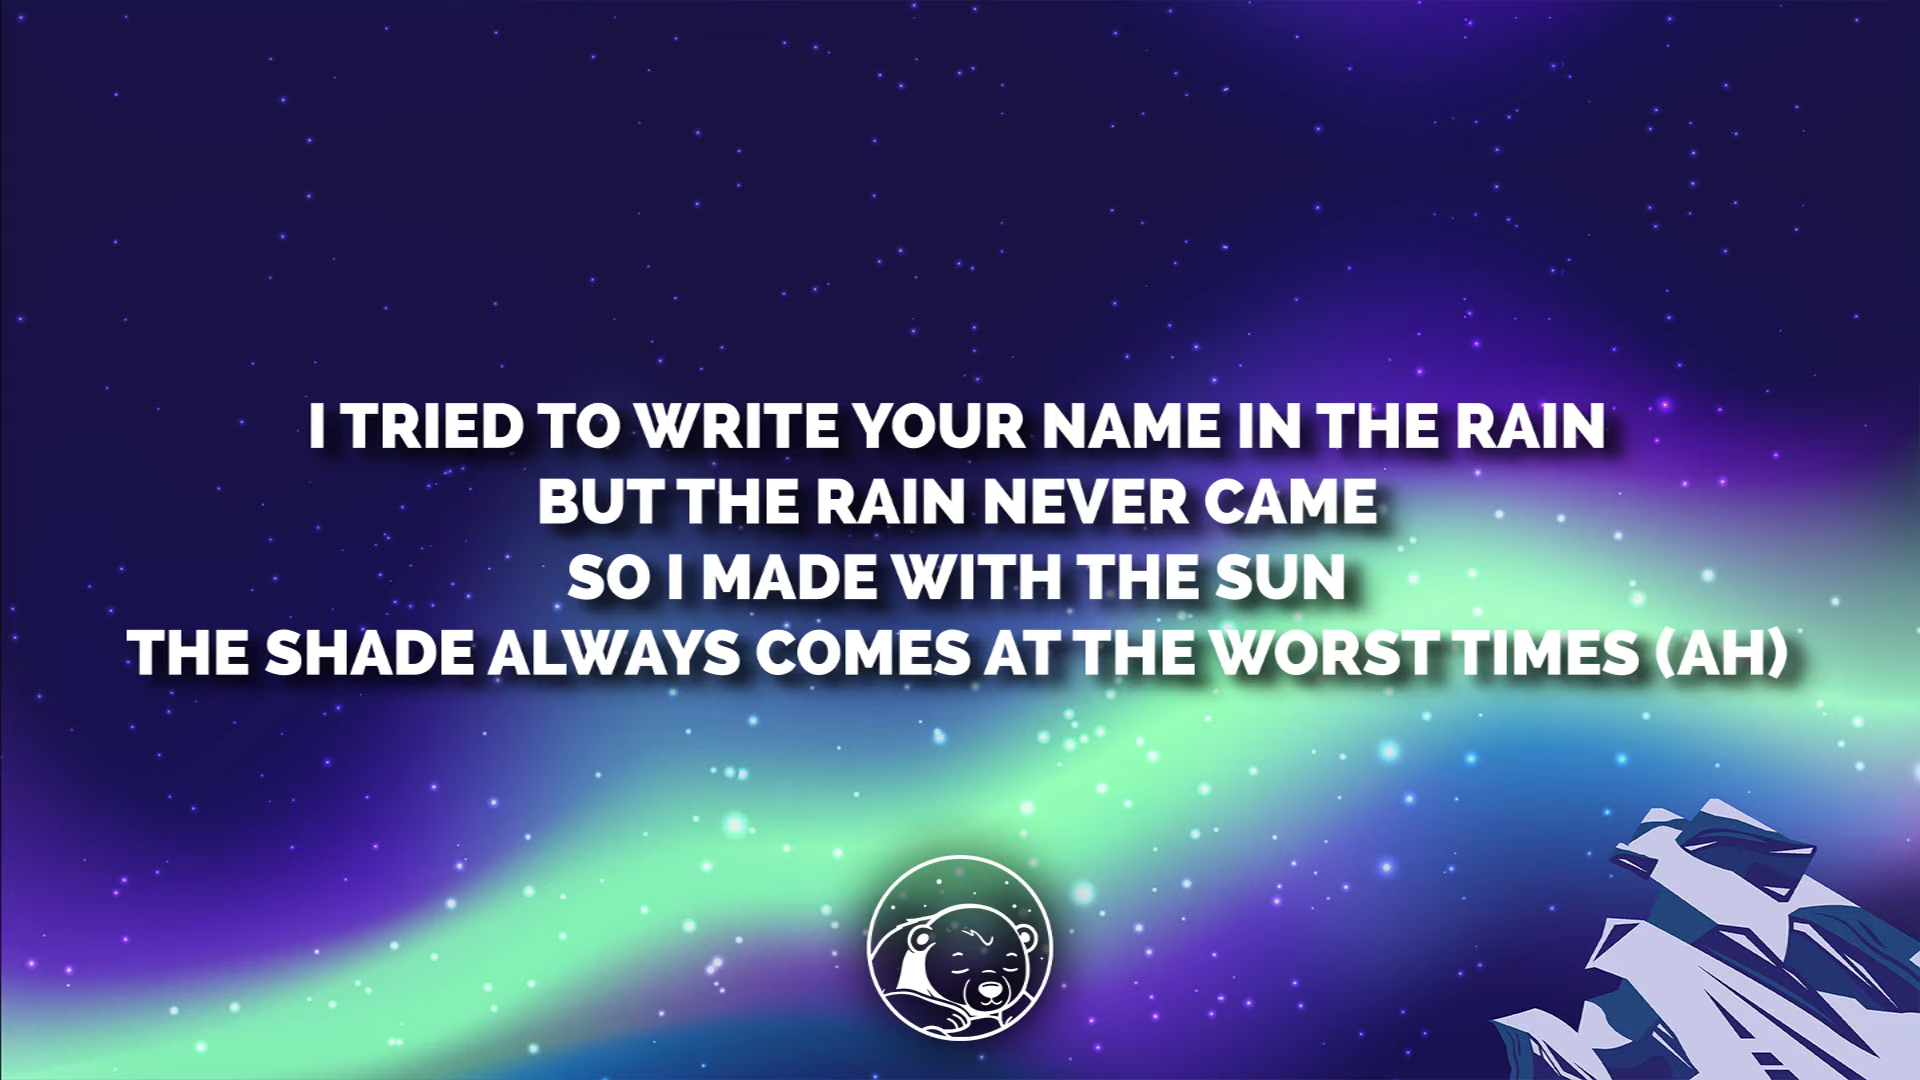 I TRIED TO WRITE YOUR NAME IN THE RAIN
BUT THE RAIN NEVER CAME
SO I MADE WITH THE SUN
THE SHADE ALWAYS COMES AT THE WORST TIMES (AH)